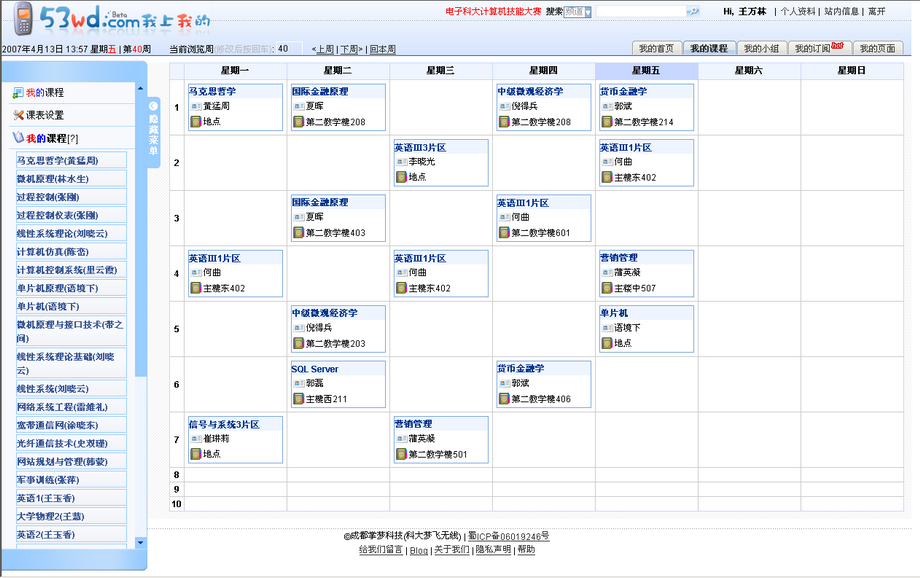 53wd.com Beta 我上我的
电子科大计算机技能大赛 搜索 频道 Hi, 王万林 | 个人资料 | 站内信息 | 离开
2007年4月13日 13:57 星期五 | 第40周 当前浏览周(修改后按回车): 40 <上周 | 下周> | 回本周
我的首页 我的课程 我的小组 我的订阅 hot 我的页面
我的课程
课表设置
我的课程[?]
马克思哲学(黄猛周)
微机原理(林水生)
过程控制(张刚)
过程控制仪表(张刚)
线性系统理论(刘晓云)
计算机仿真(陈峦)
计算机控制系统(里云霞)
单片机原理(语境下)
单片机(语境下)
微机原理与接口技术(带之间)
线性系统理论基础(刘晓云)
线性系统(刘晓云)
网络系统工程(雷维礼)
宽带通信网(涂晓东)
光纤通信技术(史双瑾)
网站规划与管理(韩蒙)
军事训练(张萍)
英语1(王玉香)
大学物理2(王慧)
英语2(王玉香)
隐藏菜单
星期一 星期二 星期三 星期四 星期五 星期六 星期日
1
马克思哲学
黄猛周
地点
国际金融原理
夏晖
第二教学楼208
中级微观经济学
倪得兵
第二教学楼208
货币金融学
郭斌
第二教学楼214
2
英语III3片区
李晓光
地点
英语III1片区
何曲
主楼东402
3
国际金融原理
夏晖
第二教学楼403
英语III1片区
何曲
第二教学楼601
4
英语III1片区
何曲
主楼东402
英语III1片区
何曲
主楼东402
营销管理
蒲英凝
主楼中507
5
中级微观经济学
倪得兵
第二教学楼203
单片机
语境下
地点
6
SQL Server
郭磊
主楼西211
货币金融学
郭斌
第二教学楼406
7
信号与系统3片区
崔琳莉
地点
营销管理
蒲英凝
第二教学楼501
8
9
10
©成都掌梦科技(科大梦飞无线) | 蜀ICP备06019246号
给我们留言 | Blog | 关于我们 | 隐私声明 | 帮助